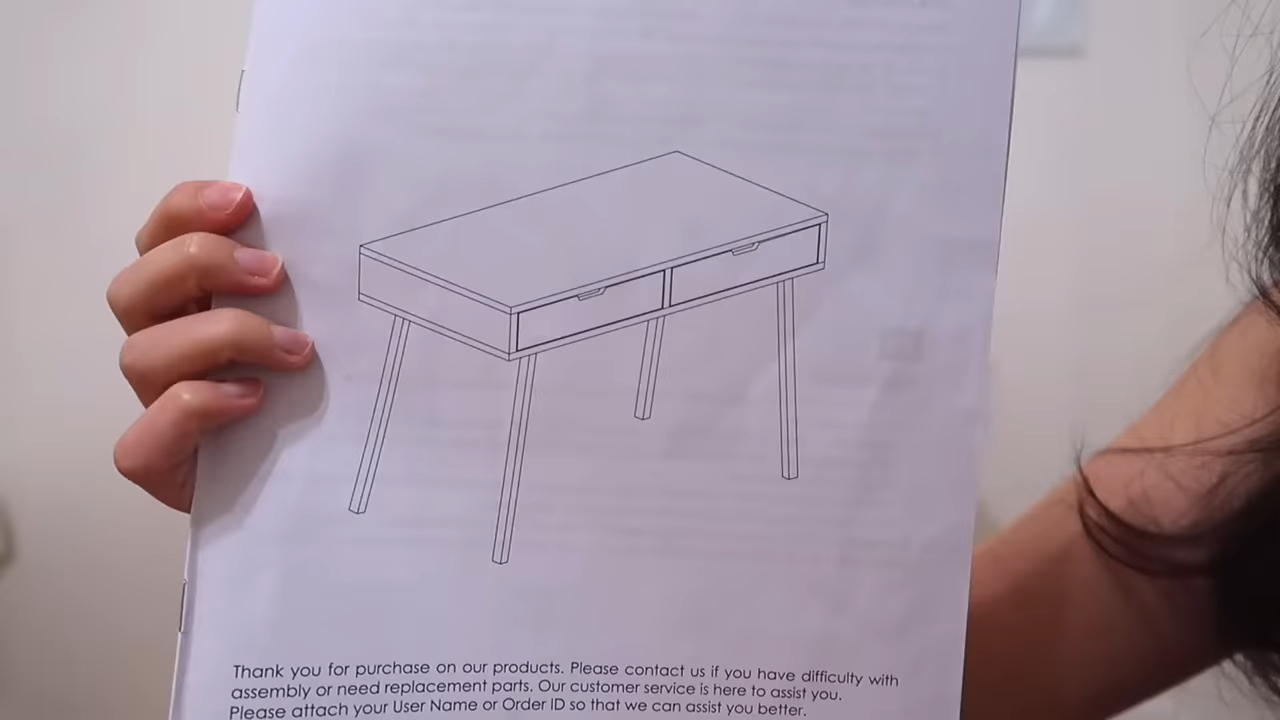 Thank you for purchase on our products. Please contact us if you have difficulty with
assembly or need replacement parts. Our customer service is here to assist you.
Please attach your User Name or Order ID so that we can assist you better.